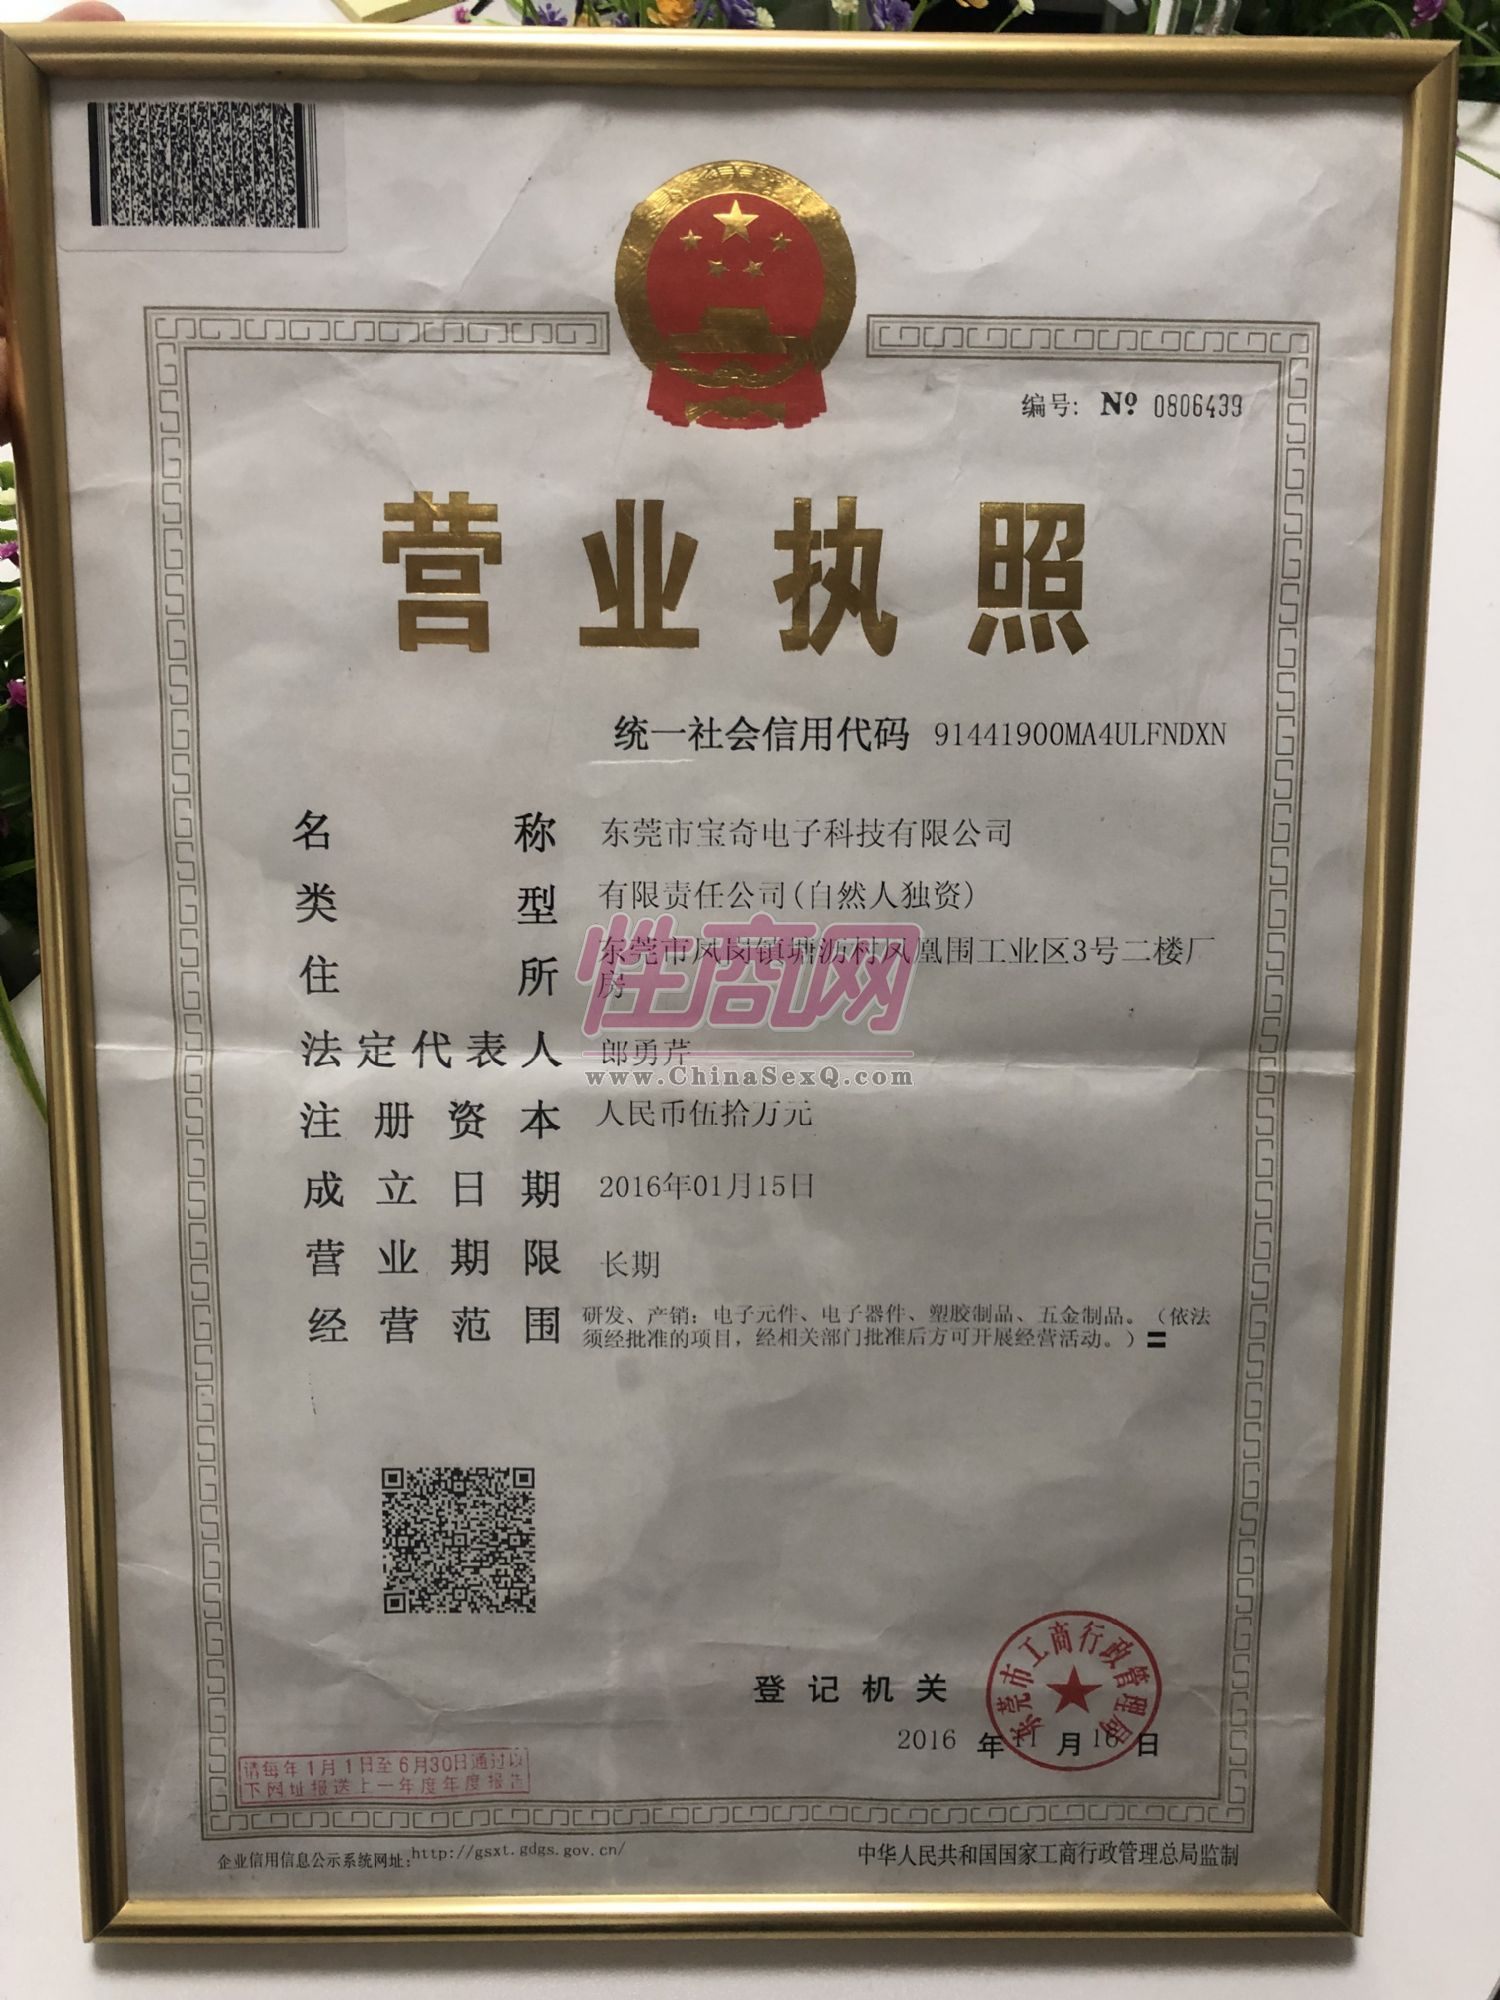 编号: Nº 0806439
营业执照
统一社会信用代码 91441900MA4ULFNDXN
名称 东莞市宝奇电子科技有限公司
类型 有限责任公司(自然人独资)
住所 东莞市凤岗镇塘沥村凤凰围工业区3号二楼厂
房
法定代表人 郎勇芹
注册资本 人民币伍拾万元
成立日期 2016年01月15日
营业期限 长期
经营范围 研发、产销：电子元件、电子器件、塑胶制品、五金制品。（依法
须经批准的项目，经相关部门批准后方可开展经营活动。）〓
性商网
www.ChinaSexQ.com
登记机关
东莞市工商行政管理局
2016 年 11 月 16 日
请每年1月1日至6月30日通过以
下网址报送上一年度年度报告
企业信用信息公示系统网址:http://gsxt.gdgs.gov.cn/
中华人民共和国国家工商行政管理总局监制